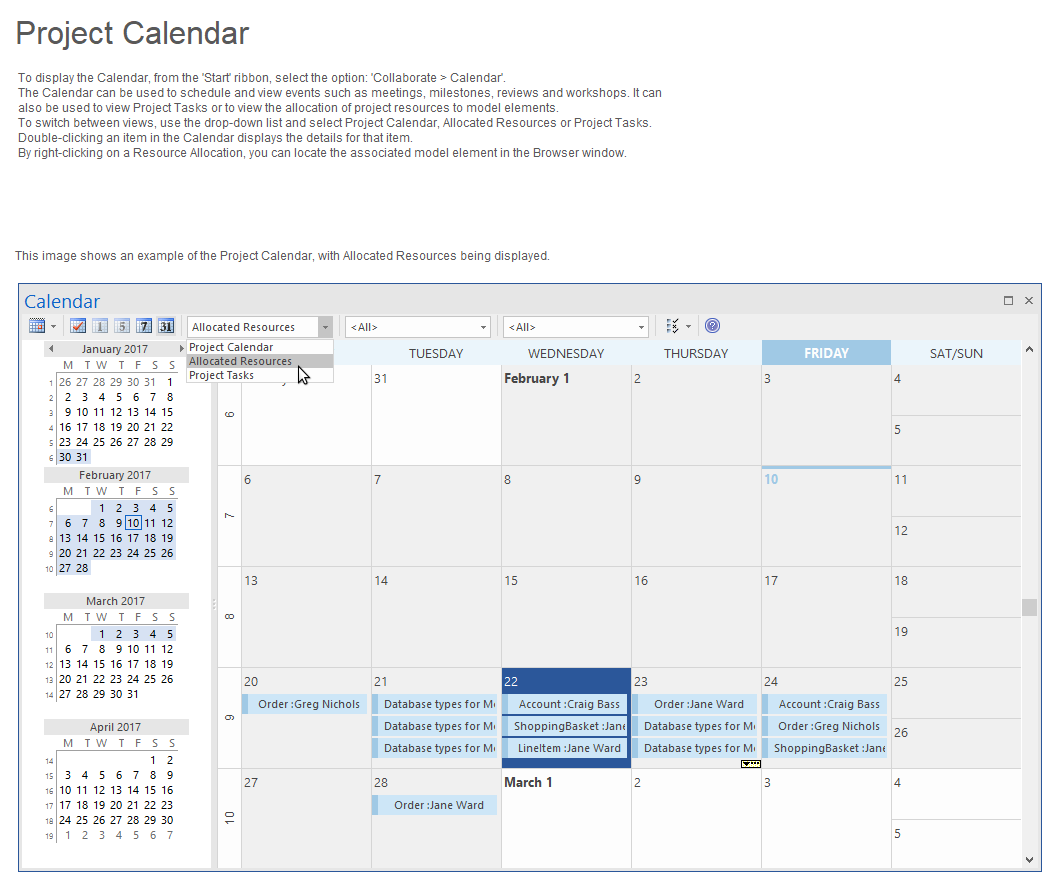 Project Calendar
To display the Calendar, from the 'Start' ribbon, select the option: 'Collaborate > Calendar'.
The Calendar can be used to schedule and view events such as meetings, milestones, reviews and workshops. It can
also be used to view Project Tasks or to view the allocation of project resources to model elements.
To switch between views, use the drop-down list and select Project Calendar, Allocated Resources or Project Tasks.
Double-clicking an item in the Calendar displays the details for that item.
By right-clicking on a Resource Allocation, you can locate the associated model element in the Browser window.
This image shows an example of the Project Calendar, with Allocated Resources being displayed.
Calendar
1 5 7 31 Allocated Resources <All> <All>
Project Calendar
Allocated Resources
Project Tasks
January 2017
M T W T F S S
1 26 27 28 29 30 31 1
2 2 3 4 5 6 7 8
3 9 10 11 12 13 14 15
4 16 17 18 19 20 21 22
5 23 24 25 26 27 28 29
6 30 31
February 2017
M T W T F S S
6 1 2 3 4 5
7 6 7 8 9 10 11 12
8 13 14 15 16 17 18 19
9 20 21 22 23 24 25 26
10 27 28
March 2017
M T W T F S S
10 1 2 3 4 5
11 6 7 8 9 10 11 12
12 13 14 15 16 17 18 19
13 20 21 22 23 24 25 26
14 27 28 29 30 31
April 2017
M T W T F S S
14 1 2
15 3 4 5 6 7 8 9
16 10 11 12 13 14 15 16
17 17 18 19 20 21 22 23
18 24 25 26 27 28 29 30
19 1 2 3 4 5 6 7
TUESDAY WEDNESDAY THURSDAY FRIDAY SAT/SUN
6 31 February 1 2 3 4
5
7 6 7 8 9 10 11
12
8 13 14 15 16 17 18
19
9 20 21 22 23 24 25
Order :Greg Nichols Database types for Account :Craig Bass Order :Jane Ward Account :Craig Bass
Database types for ShoppingBasket :Jane Database types for Order :Greg Nichols 26
Database types for LineItem :Jane Ward Database types for ShoppingBasket :Jane
10 27 28 March 1 2 3 4
Order :Jane Ward
5